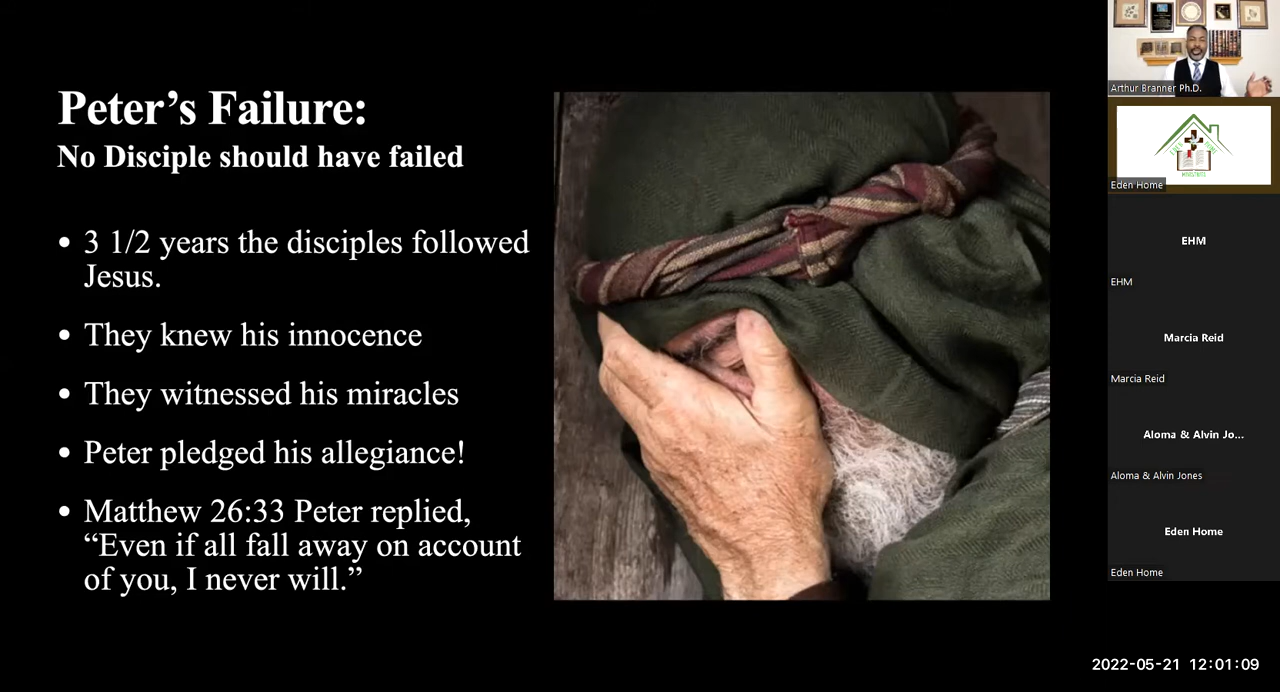 Peter’s Failure:
No Disciple should have failed
• 3 1/2 years the disciples followed
Jesus.
• They knew his innocence
• They witnessed his miracles
• Peter pledged his allegiance!
• Matthew 26:33 Peter replied,
“Even if all fall away on account
of you, I never will.”
Arthur Branner Ph.D.
Eden Home
EHM
EHM
Marcia Reid
Marcia Reid
Aloma & Alvin Jo...
Aloma & Alvin Jones
Eden Home
Eden Home
2022-05-21 12:01:09